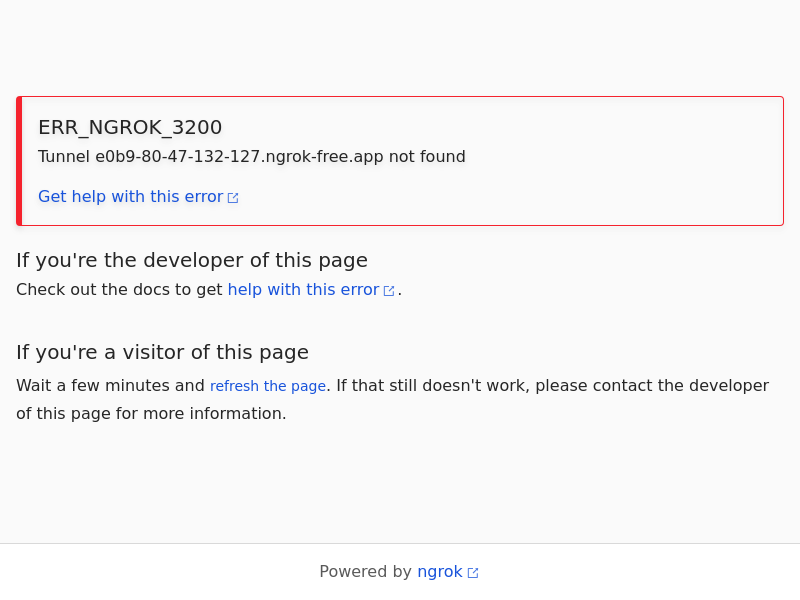 ERR_NGROK_3200
Tunnel e0b9-80-47-132-127.ngrok-free.app not found
Get help with this error
If you're the developer of this page
Check out the docs to get help with this error.
If you're a visitor of this page
Wait a few minutes and refresh the page. If that still doesn't work, please contact the developer
of this page for more information.
Powered by ngrok